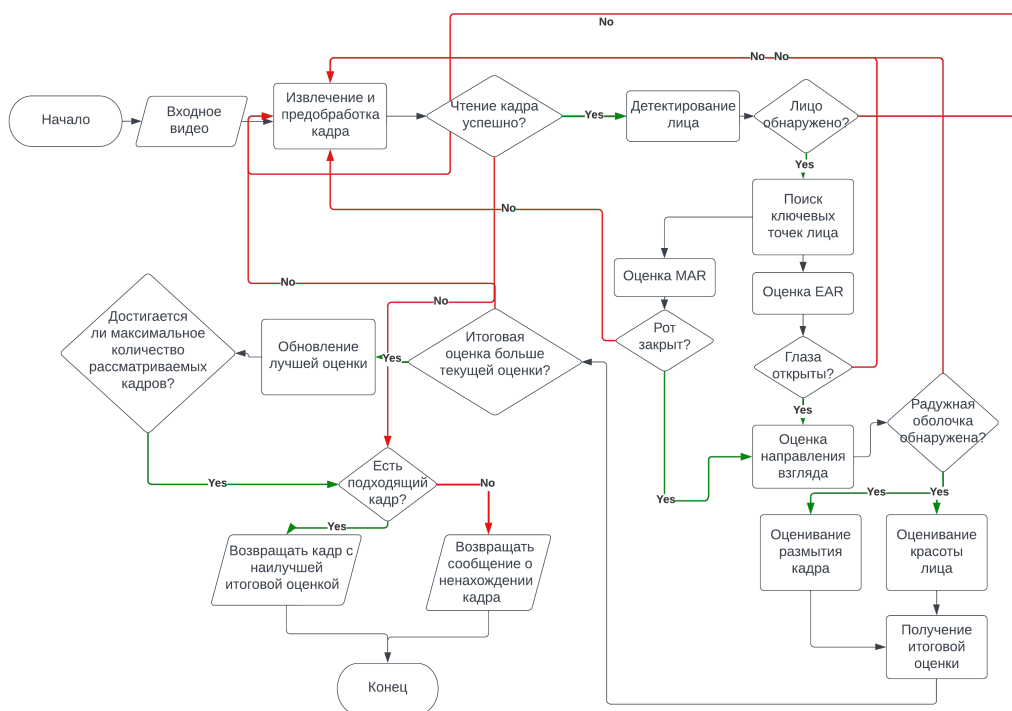 No
No
No
Начало
Входное
видео
Извлечение и
предобработка
кадра
Чтение кадра
успешно?
Yes
Детектирование
лица
Лицо
обнаружено?
Yes
Поиск
ключевых
точек лица
No
Оценка MAR
Оценка EAR
No
No
Рот
закрыт?
Глаза
открыты?
Достигается
ли максимальное
количество
рассматриваемых
кадров?
Обновление
лучшей оценки
Yes
Итоговая
оценка больше
текущей оценки?
Yes
Радужная
оболочка
обнаружена?
Оценка
направления
взгляда
Есть
подходящий
кадр?
Yes
No
Yes
Yes
Yes
Yes
Возвращать кадр с
наилучшей
итоговой оценкой
Возвращать
сообщение о
ненахождении
кадра
Оценивание
размытия
кадра
Оценивание
красоты
лица
Получение
итоговой
оценки
Конец